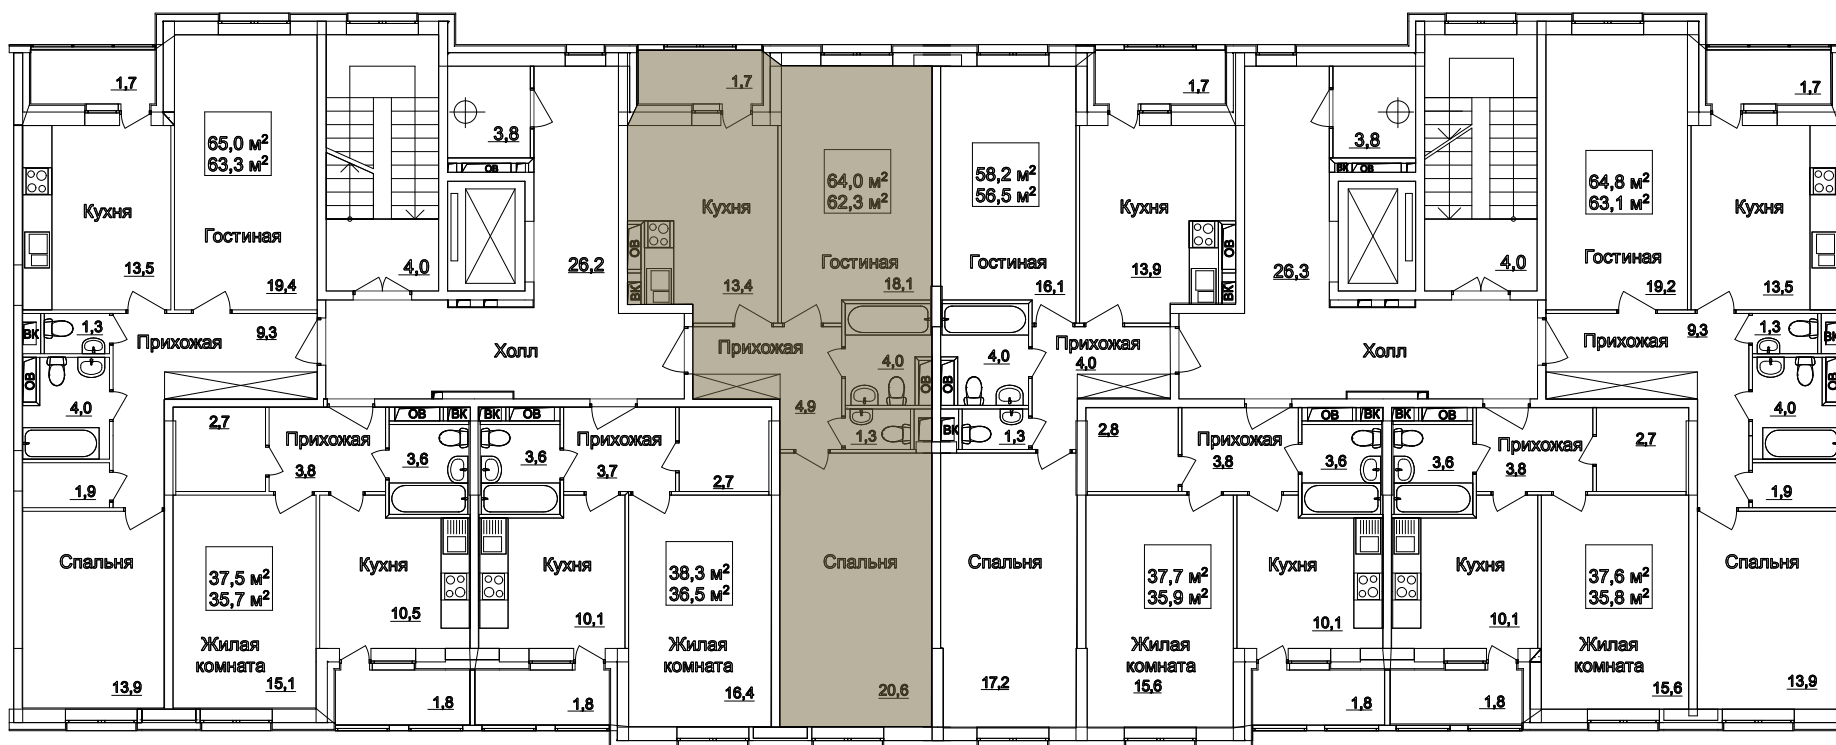 1,7
65,0 м²
63,3 м²
Кухня
13,5
Гостиная
19,4
4,0
3,8
ОВ
26,2
1,7
Кухня
13,4
ОВ
ВК
64,0 м²
62,3 м²
Гостиная
18,1
58,2 м²
56,5 м²
Гостиная
16,1
1,7
Кухня
13,9
ОВ
ВК
26,3
3,8
ВК
ОВ
4,0
64,8 м²
63,1 м²
Гостиная
19,2
1,7
Кухня
13,5
ВК
1,3
Прихожая
9,3
ОВ
4,0
1,9
Холл
Прихожая
4,9
4,0
ОВ
1,3
ОВ
4,0
ВК
1,3
Прихожая
4,0
Холл
Прихожая
9,3
1,3
ВК
ОВ
4,0
1,9
2,7
Прихожая
3,8
ОВ
ВК
3,6
ВК
ОВ
3,6
Прихожая
3,7
2,7
2,8
Прихожая
3,8
ОВ
ВК
3,6
ВК
ОВ
3,6
Прихожая
3,8
2,7
Спальня
13,9
37,5 м²
35,7 м²
Жилая
комната
15,1
Кухня
10,5
1,8
Кухня
10,1
1,8
38,3 м²
36,5 м²
Жилая
комната
16,4
Спальня
20,6
Спальня
17,2
37,7 м²
35,9 м²
Жилая
комната
15,6
Кухня
10,1
1,8
Кухня
10,1
1,8
37,6 м²
35,8 м²
Жилая
комната
15,6
Спальня
13,9